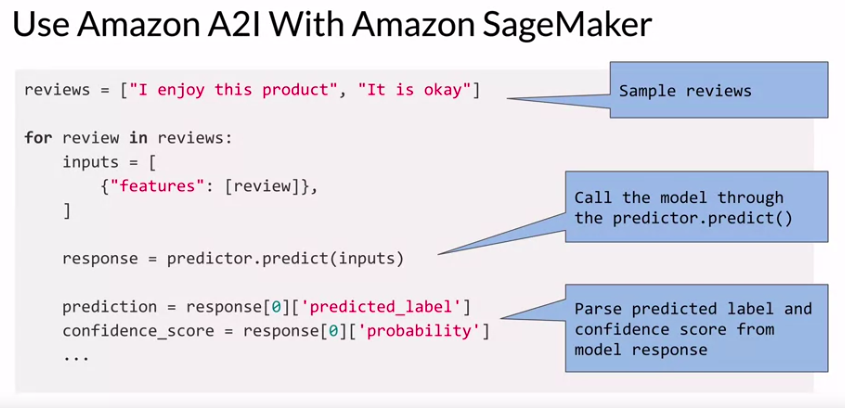 Use Amazon A2I With Amazon SageMaker
reviews = ["I enjoy this product", "It is okay"]
Sample reviews
for review in reviews:
inputs = [
{"features": [review]},
]
Call the model through
the predictor.predict()
response = predictor.predict(inputs)
prediction = response[0]['predicted_label']
confidence_score = response[0]['probability']
...
Parse predicted label and
confidence score from
model response